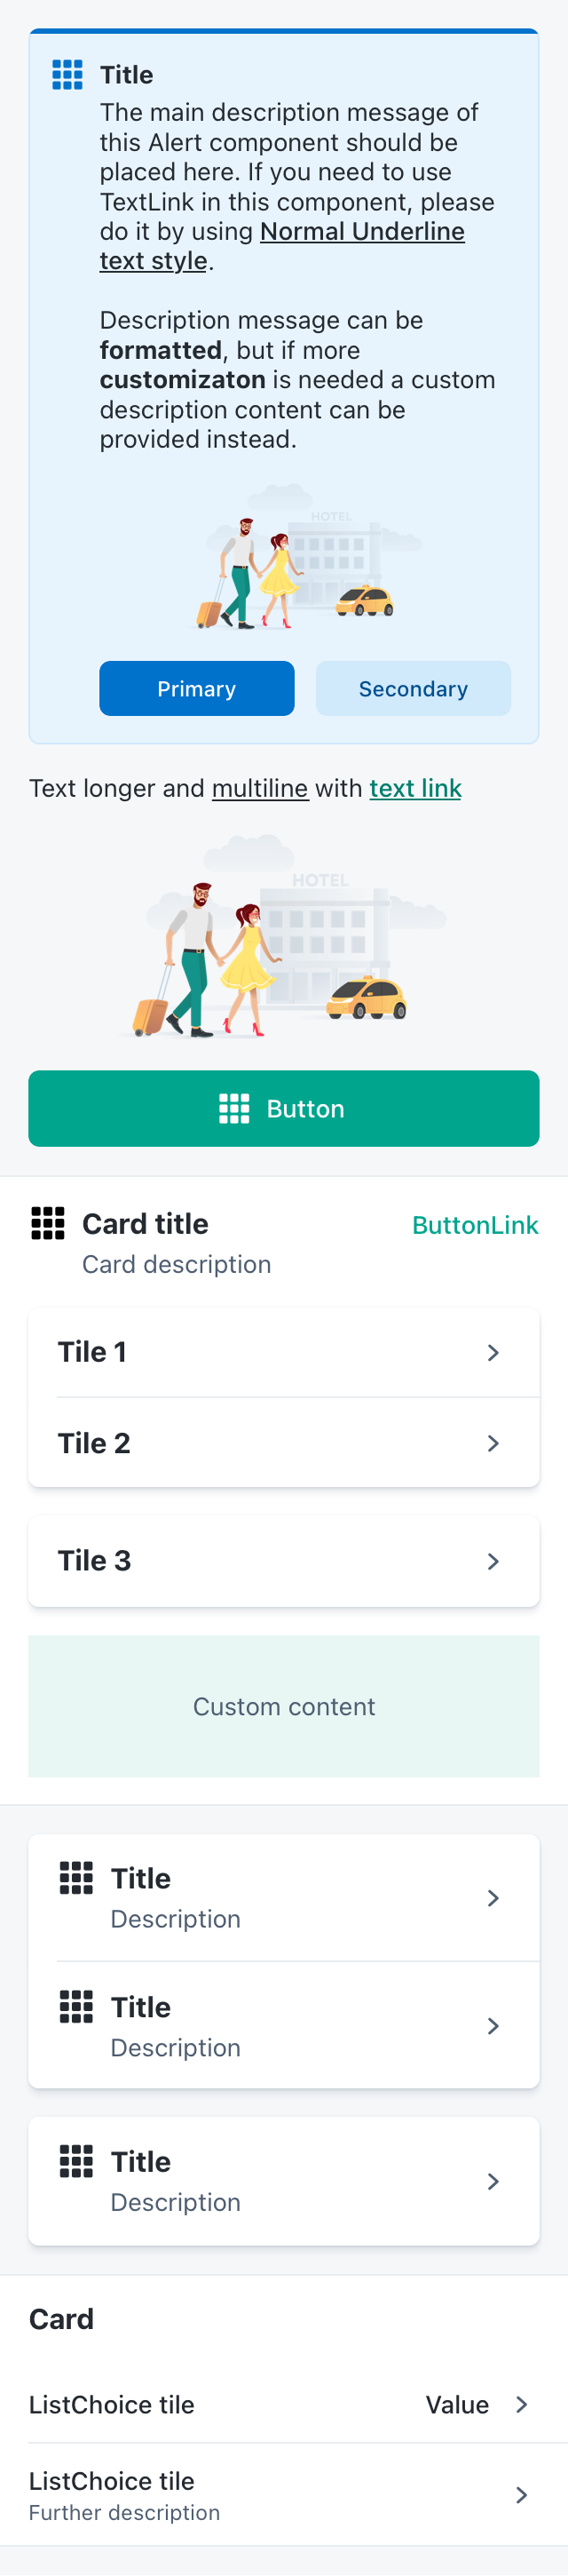 Title
The main description message of
this Alert component should be
placed here. If you need to use
TextLink in this component, please
do it by using Normal Underline
text style.
Description message can be
formatted, but if more
customizaton is needed a custom
description content can be
provided instead.
HOTEL
Primary
Secondary
Text longer and multiline with text link
HOTEL
Button
Card title
ButtonLink
Card description
Tile 1
Tile 2
Tile 3
Custom content
Title
Description
Title
Description
Title
Description
Card
ListChoice tile
Value
ListChoice tile
Further description